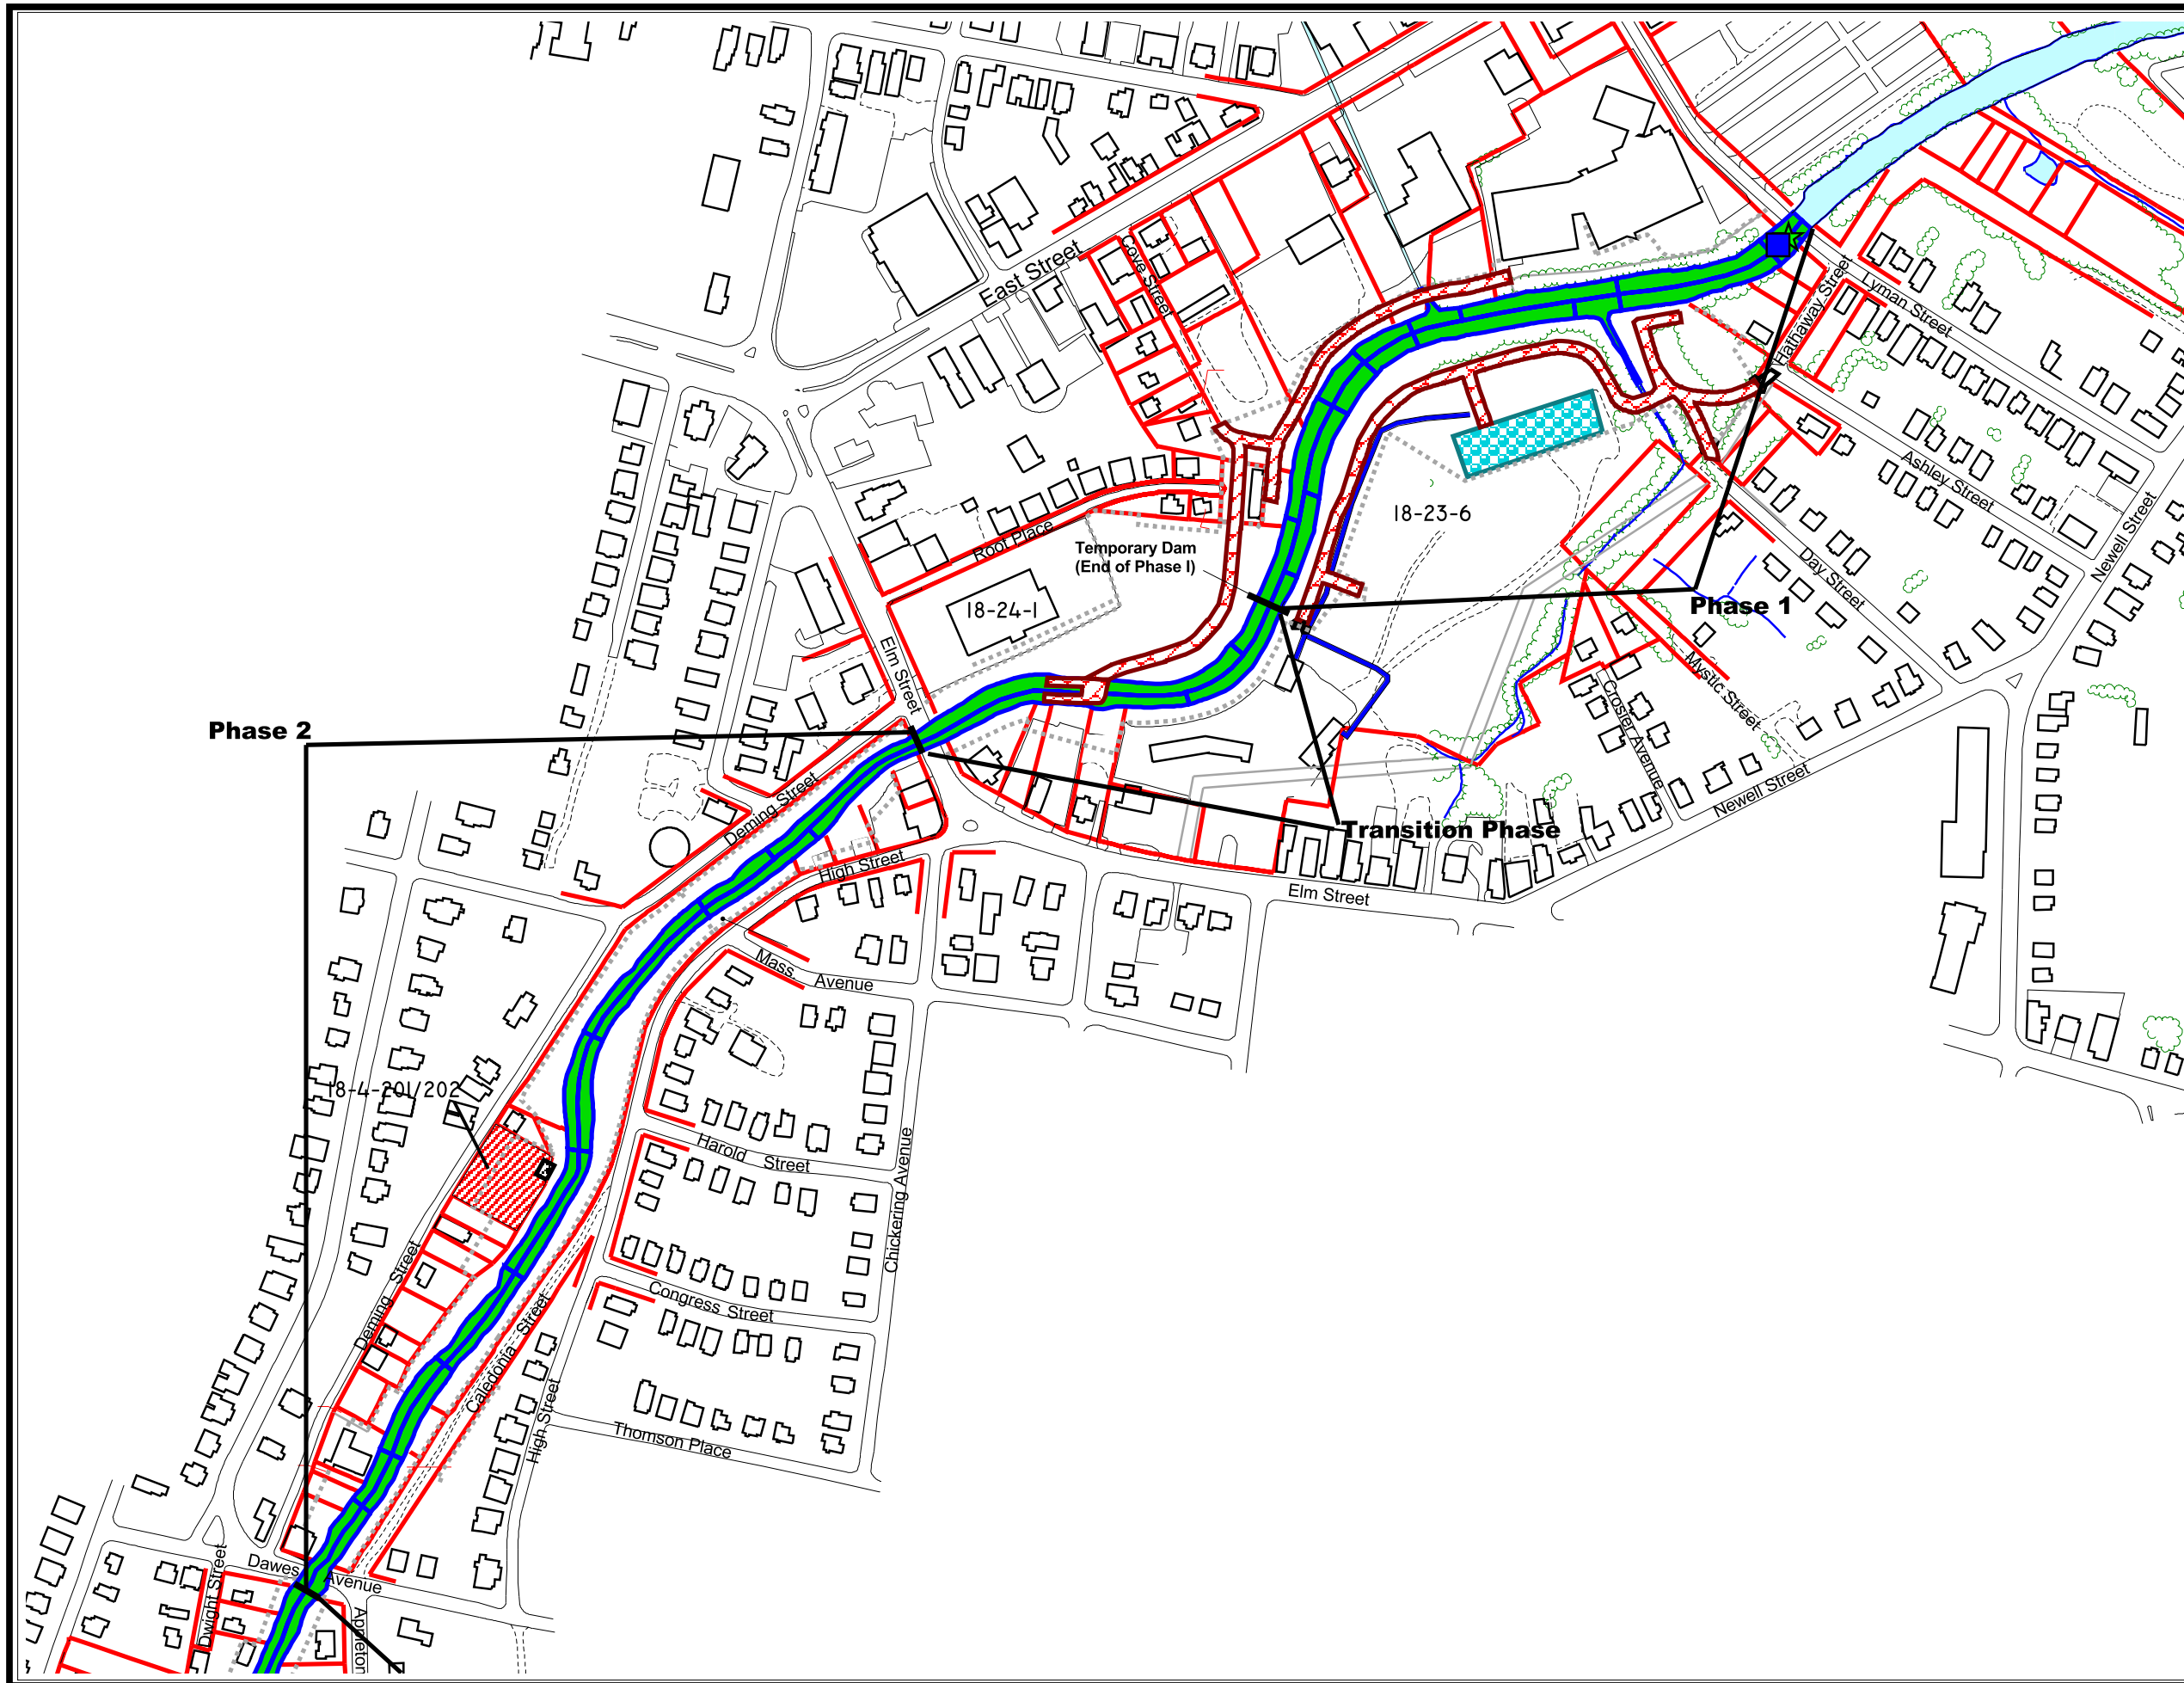 East Street
Cove Street
Lyman Street
Hathaway Street
Ashley Street
Newell Street
Day Street
18-23-6
Root Place
Temporary Dam
(End of Phase I)
18-24-1
Phase 1
Elm Street
Mystic Street
Crosier Avenue
Newell Street
Phase 2
Deming Street
Transition Phase
High Street
Elm Street
Mass. Avenue
18-4-201/202
Harold Street
Chickering Avenue
Deming Street
Congress Street
Caledonia Street
High Street
Thomson Place
Dawes Avenue
Dwight Street
Appleton